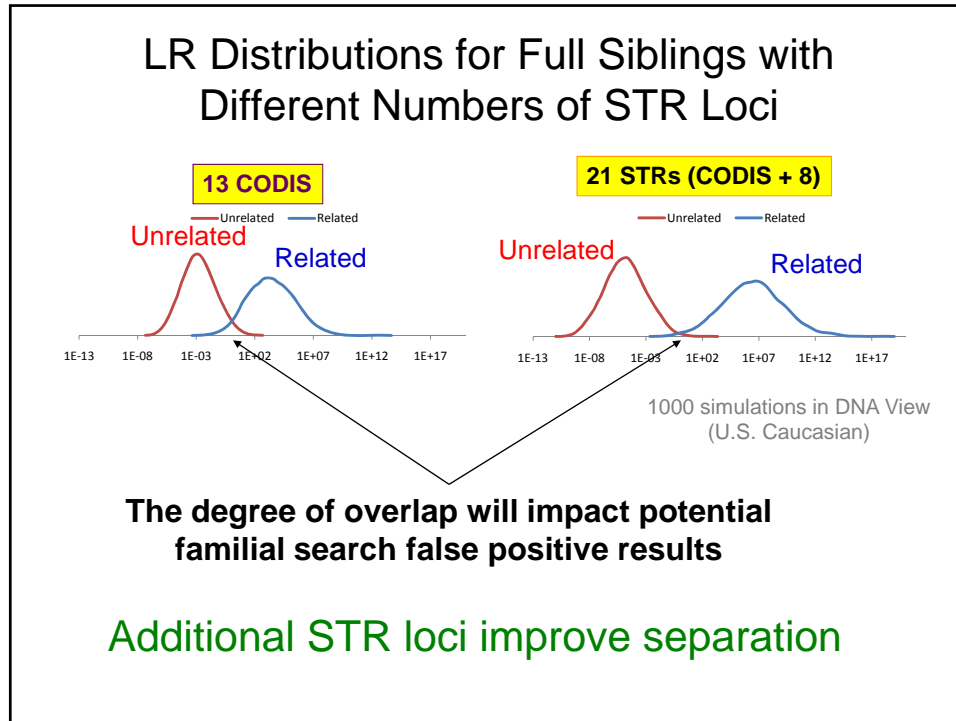 LR Distributions for Full Siblings with
Different Numbers of STR Loci
13 CODIS
Unrelated Related
Unrelated
Related
1E-13 1E-08 1E-03 1E+02 1E+07 1E+12 1E+17
21 STRs (CODIS + 8)
Unrelated Related
Unrelated
Related
1E-13 1E-08 1E-03 1E+02 1E+07 1E+12 1E+17
1000 simulations in DNA View
(U.S. Caucasian)
The degree of overlap will impact potential
familial search false positive results
Additional STR loci improve separation